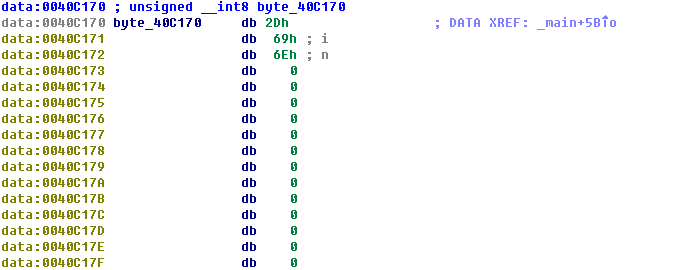 data:0040C170 ; unsigned __int8 byte_40C170
data:0040C170 byte_40C170 db 2Dh ; DATA XREF: _main+5B↑o
data:0040C171 db 69h ; i
data:0040C172 db 6Eh ; n
data:0040C173 db 0
data:0040C174 db 0
data:0040C175 db 0
data:0040C176 db 0
data:0040C177 db 0
data:0040C178 db 0
data:0040C179 db 0
data:0040C17A db 0
data:0040C17B db 0
data:0040C17C db 0
data:0040C17D db 0
data:0040C17E db 0
data:0040C17F db 0